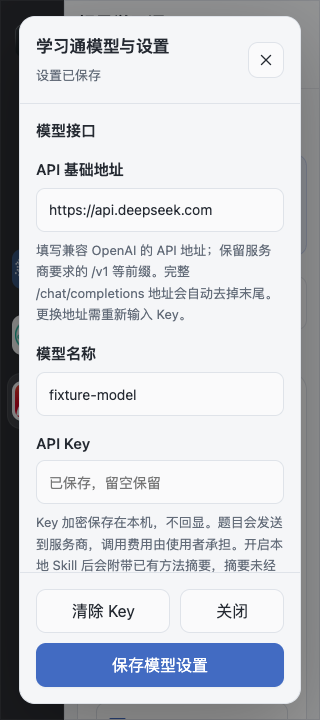 学习通模型与设置
设置已保存
模型接口
API 基础地址
https://api.deepseek.com
填写兼容 OpenAI 的 API 地址；保留服务
商要求的 /v1 等前缀。完整
/chat/completions 地址会自动去掉末尾。
更换地址需重新输入 Key。
模型名称
fixture-model
API Key
已保存，留空保留
Key 加密保存在本机，不回显。题目会发送
到服务商，调用费用由使用者承担。开启本
地 Skill 后会附带已有方法摘要，摘要未经
清除 Key
关闭
保存模型设置